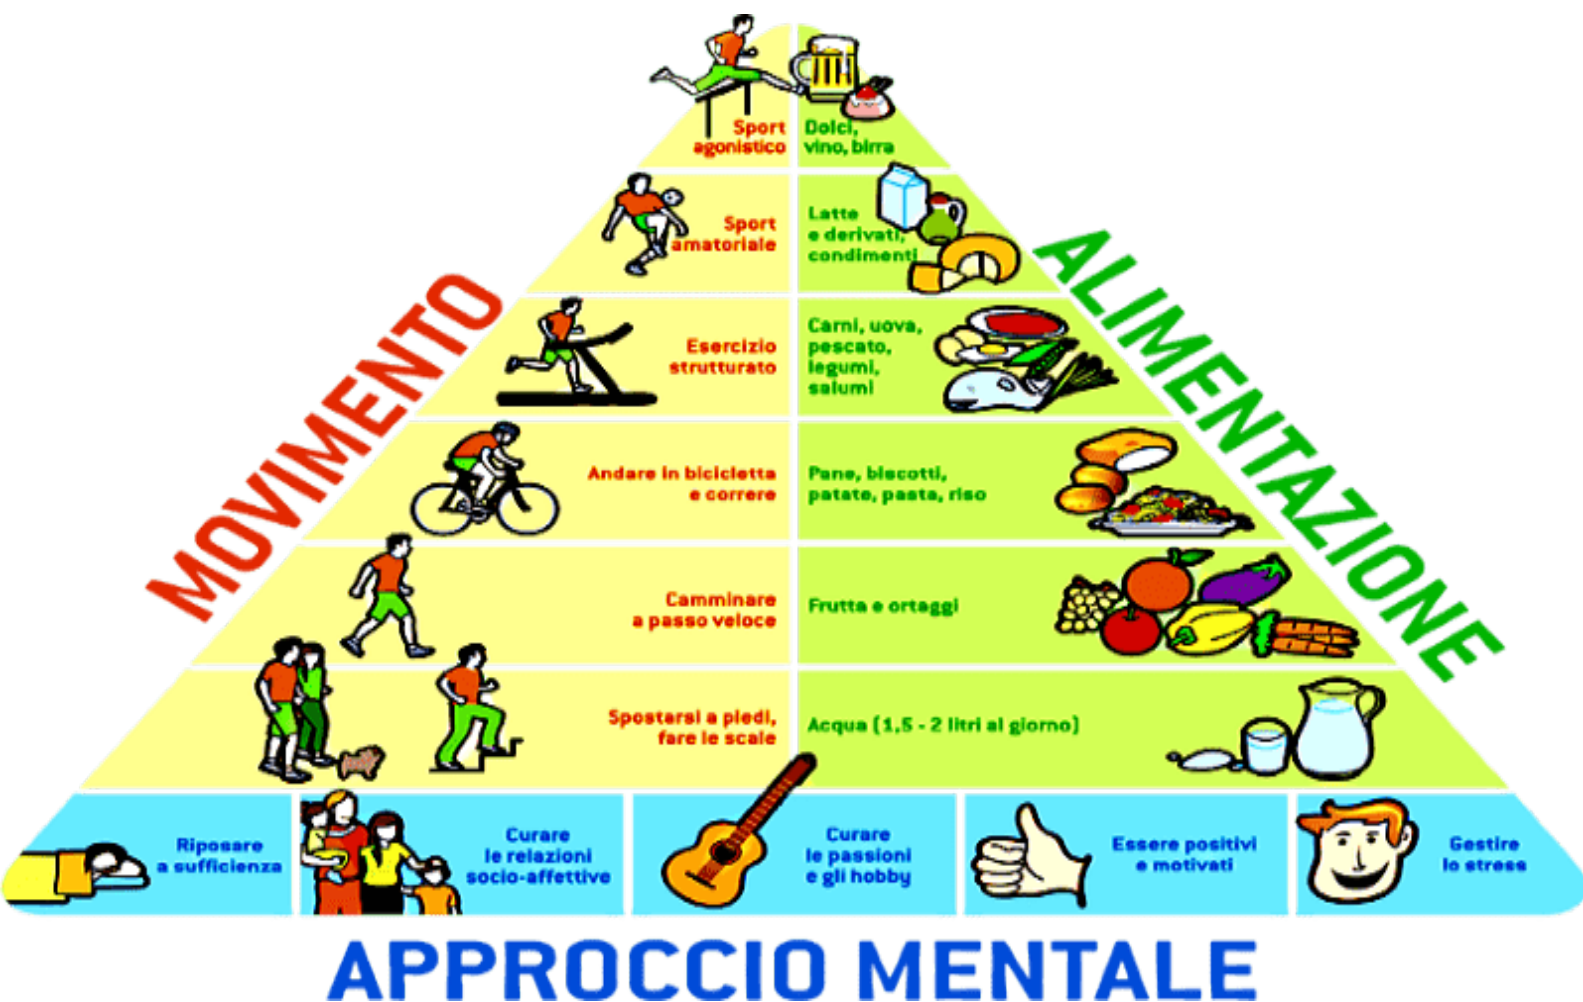 Sport
agonistico
Dolci,
vino, birra
Sport
amatoriale
Latte
e derivati,
condimenti
Esercizio
strutturato
Carni, uova,
pescato,
legumi,
salumi
Andare in bicicletta
e correre
Pane, biscotti,
patate, pasta, riso
Camminare
a passo veloce
Frutta e ortaggi
Spostarsi a piedi,
fare le scale
Acqua (1,5 - 2 litri al giorno)
MOVIMENTO
ALIMENTAZIONE
Riposare
a sufficienza
Curare
le relazioni
socio-affettive
Curare
le passioni
e gli hobby
Essere positivi
e motivati
Gestire
lo stress
APPROCCIO MENTALE